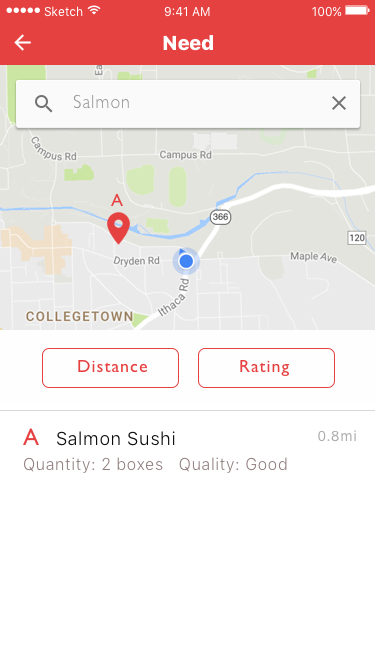 Sketch 9:41 AM 100%
Need
Ea
Salmon
Campus Rd
Campus Rd
A
366
120
Dryden Rd
Maple Ave
Ithaca Rd
COLLEGETOWN
Distance Rating
A Salmon Sushi 0.8mi
Quantity: 2 boxes Quality: Good